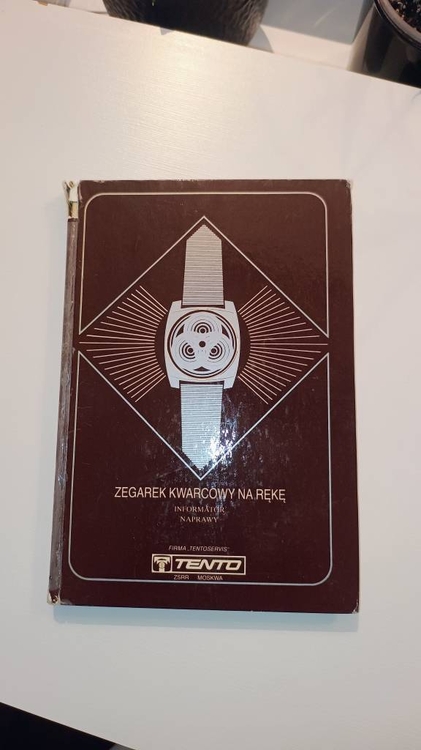 ZEGAREK KWARCOWY NA RĘKĘ
INFORMATOR
NAPRAWY
FIRMA „TENTOSERVIS"
TENTO
ZSRR MOSKWA